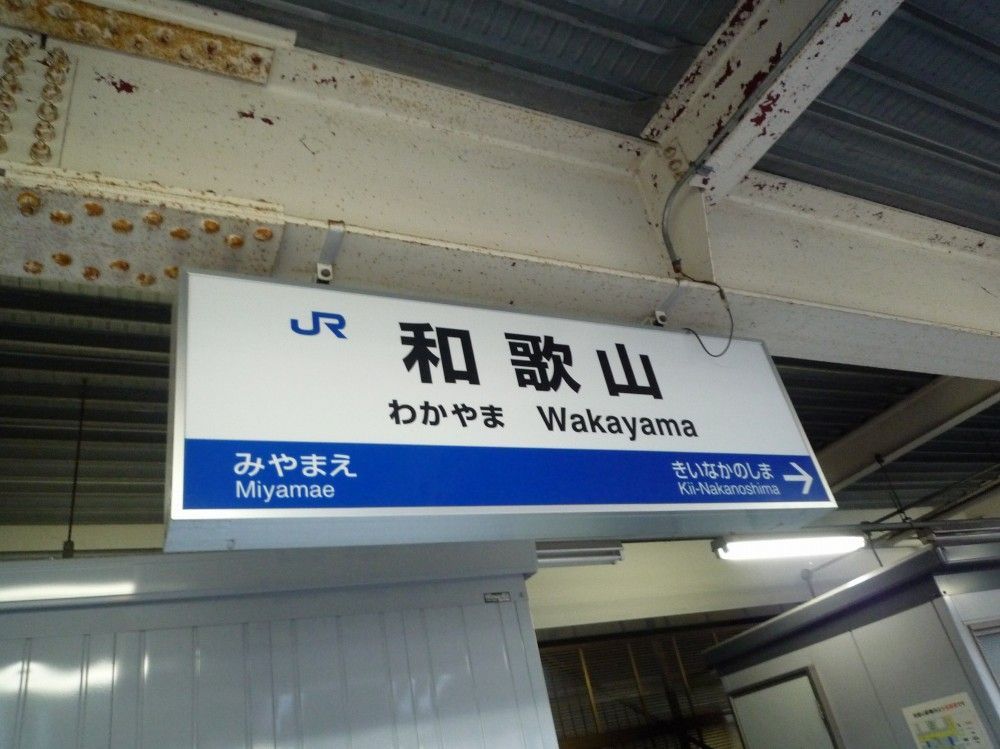 JR 和歌山
わかやま Wakayama
みやまえ
Miyamae
きいなかのしま →
Kii-Nakanoshima